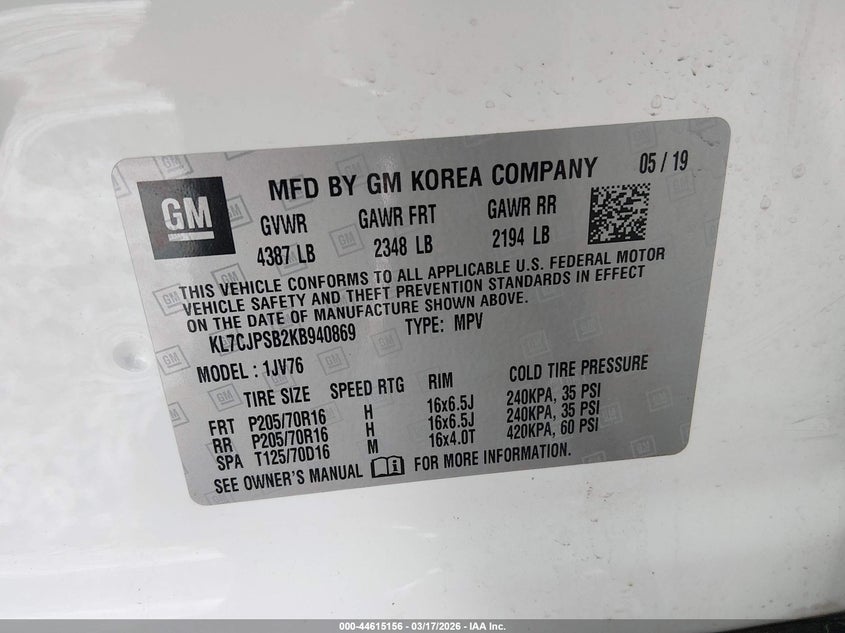 GM
MFD BY GM KOREA COMPANY 05 / 19
GVWR GAWR FRT GAWR RR
4387 LB 2348 LB 2194 LB
THIS VEHICLE CONFORMS TO ALL APPLICABLE U.S. FEDERAL MOTOR
VEHICLE SAFETY AND THEFT PREVENTION STANDARDS IN EFFECT
ON THE DATE OF MANUFACTURE SHOWN ABOVE.
KL7CJPSB2KB940869 TYPE: MPV
MODEL : 1JV76
TIRE SIZE SPEED RTG RIM COLD TIRE PRESSURE
FRT P205/70R16 H 16x6.5J 240KPA, 35 PSI
RR P205/70R16 H 16x6.5J 240KPA, 35 PSI
SPA T125/70D16 M 16x4.0T 420KPA, 60 PSI
SEE OWNER'S MANUAL i FOR MORE INFORMATION.
000-44615156 - 03/17/2026 - IAA Inc.